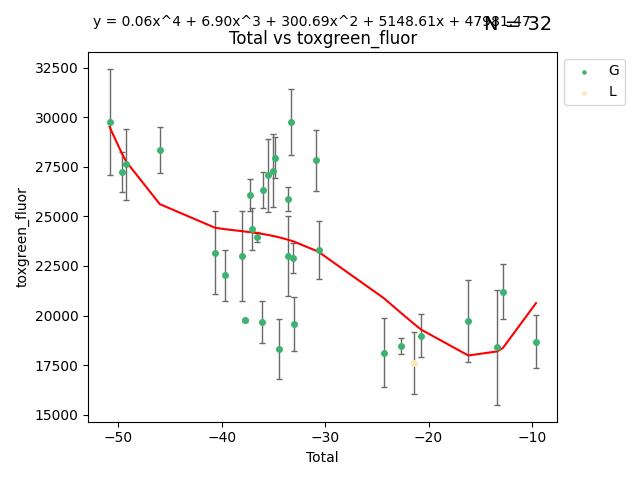 y = 0.06x^4 + 6.90x^3 + 300.69x^2 + 5148.61x + 47981.47
N = 32
Total vs toxgreen_fluor
32500
30000
27500
25000
22500
20000
17500
15000
toxgreen_fluor
−50
−40
−30
−20
−10
Total
G
L